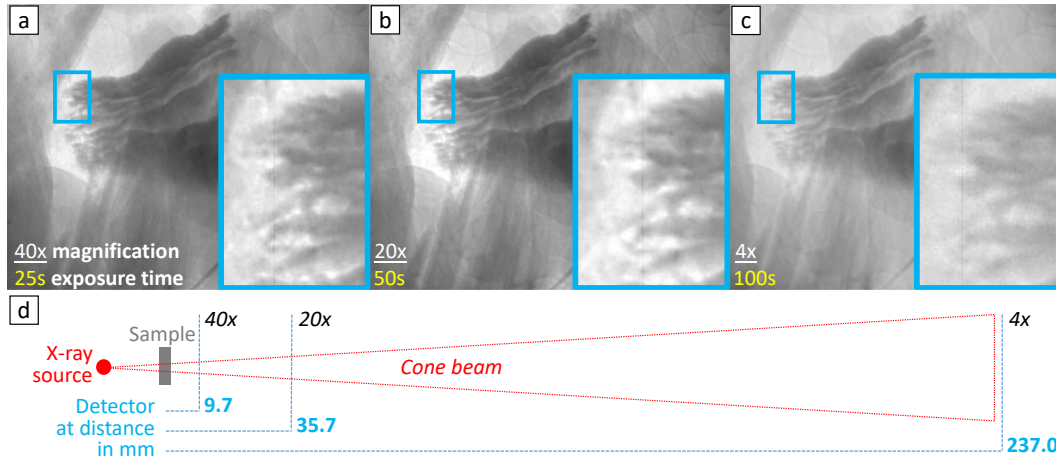 a
b
c
40x magnification
25s exposure time
20x
50s
4x
100s
d
40x
20x
4x
Sample
X-ray
source
Cone beam
Detector
at distance
in mm
9.7
35.7
237.0